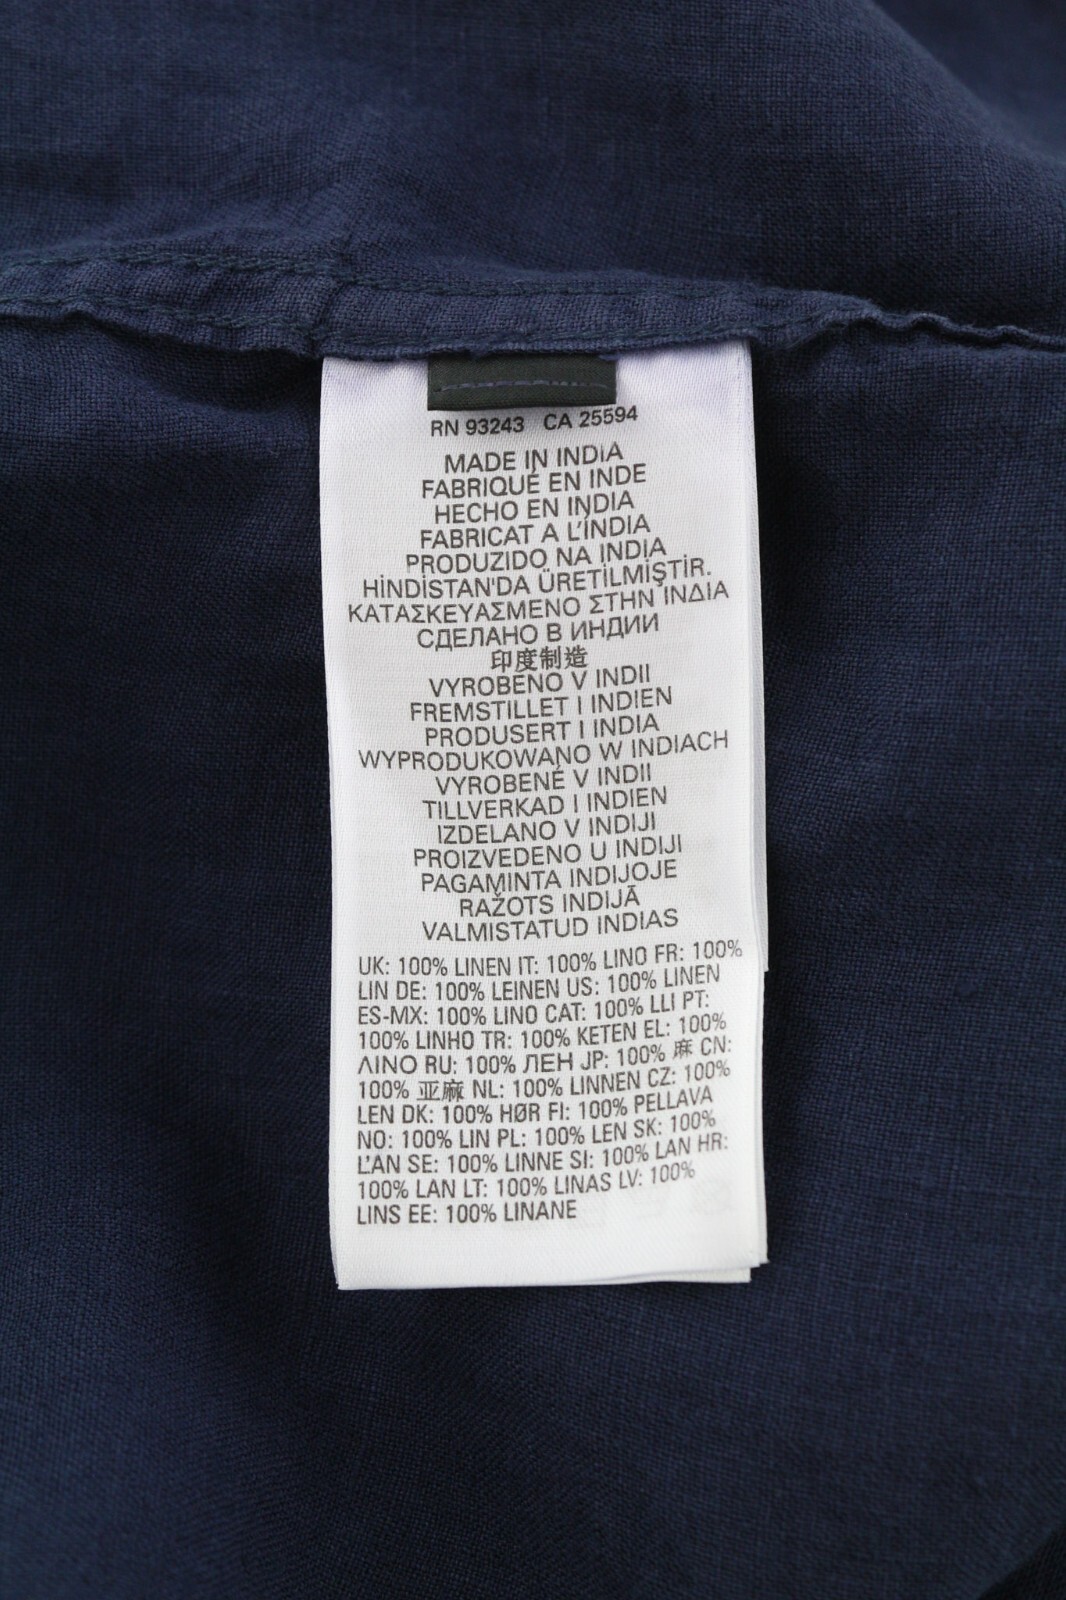 RN 93243 CA 25594
MADE IN INDIA
FABRIQUÉ EN INDE
HECHO EN INDIA
FABRICAT A L'ÍNDIA
PRODUZIDO NA INDIA
HİNDİSTAN'DA ÜRETİLMİŞTİR.
ΚΑΤΑΣΚΕΥΑΣΜΕΝΟ ΣΤΗΝ ΙΝΔΙΑ
СДЕЛАНО В ИНДИИ
印度制造
VYROBENO V INDII
FREMSTILLET I INDIEN
PRODUSERT I INDIA
WYPRODUKOWANO W INDIACH
VYROBENÉ V INDII
TILLVERKAD I INDIEN
IZDELANO V INDIJI
PROIZVEDENO U INDIJI
PAGAMINTA INDIJOJE
RAŽOTS INDIJĀ
VALMISTATUD INDIAS
UK: 100% LINEN IT: 100% LINO FR: 100%
LIN DE: 100% LEINEN US: 100% LINEN
ES-MX: 100% LINO CAT: 100% LLI PT:
100% LINHO TR: 100% KETEN EL: 100%
ΛΙΝΟ RU: 100% ЛЕН JP: 100% 麻 CN:
100% 亚麻 NL: 100% LINNEN CZ: 100%
LEN DK: 100% HØR FI: 100% PELLAVA
NO: 100% LIN PL: 100% LEN SK: 100%
ĽAN SE: 100% LINNE SI: 100% LAN HR:
100% LAN LT: 100% LINAS LV: 100%
LINS EE: 100% LINANE